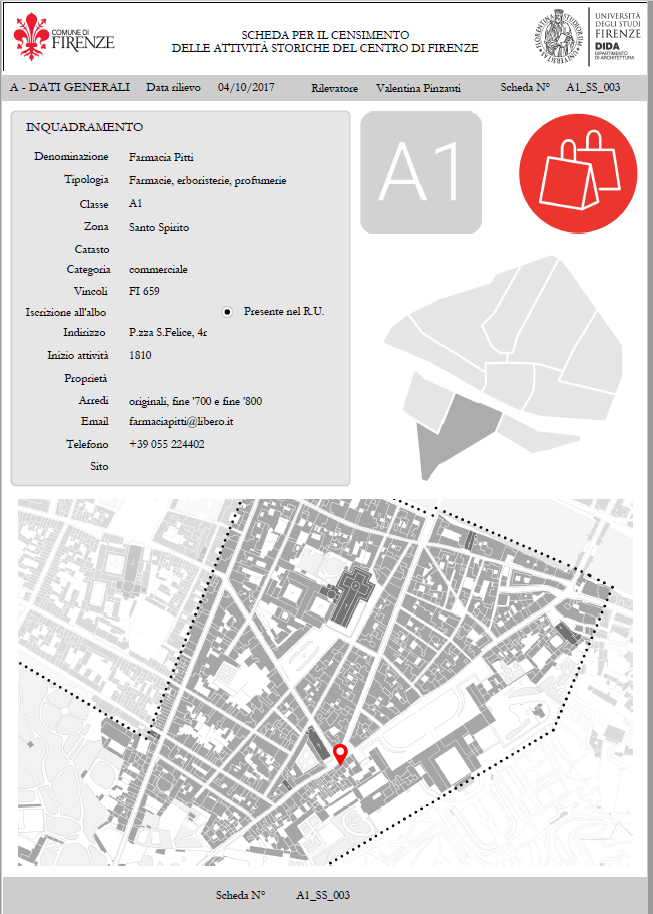 COMUNE DI
FIRENZE
SCHEDA PER IL CENSIMENTO
DELLE ATTIVITÀ STORICHE DEL CENTRO DI FIRENZE
UNIVERSITÀ
DEGLI STUDI
FIRENZE
DIDA
DIPARTIMENTO
DI ARCHITETTURA
A - DATI GENERALI Data rilievo 04/10/2017 Rilevatore Valentina Pinzauti Scheda N° A1_SS_003
INQUADRAMENTO
Denominazione Farmacia Pitti
Tipologia Farmacie, erboristerie, profumerie
Classe A1
Zona Santo Spirito
Catasto
Categoria commerciale
Vincoli FI 659
Iscrizione all'albo Presente nel R.U.
Indirizzo P.zza S.Felice, 4r
Inizio attività 1810
Proprietà
Arredi originali, fine '700 e fine '800
Email farmaciapitti@libero.it
Telefono +39 055 224402
Sito
A1
Scheda N° A1_SS_003